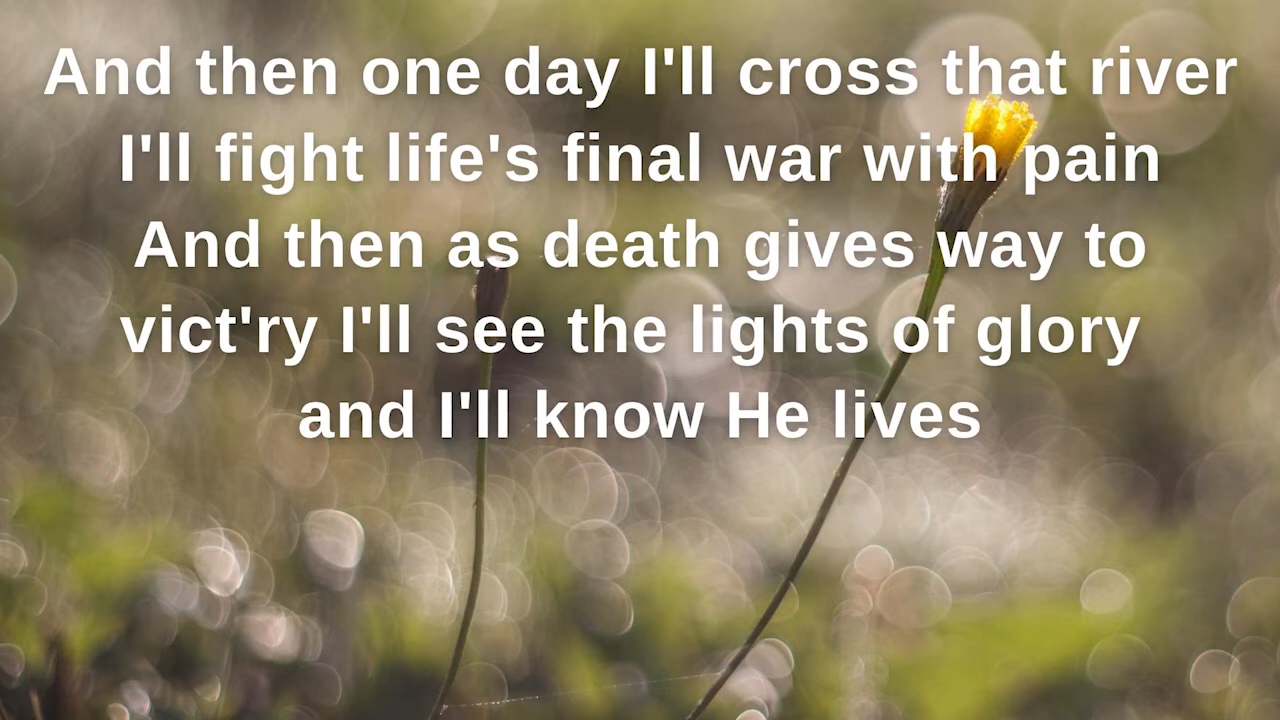 And then one day I'll cross that river
I'll fight life's final war with pain
And then as death gives way to
vict'ry I'll see the lights of glory
and I'll know He lives